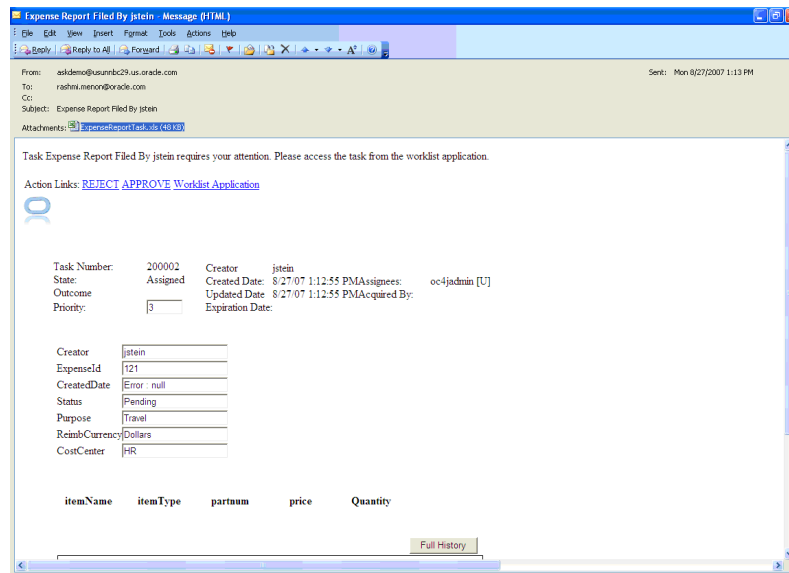 Expense Report Filed By jstein - Message (HTML)
File Edit View Insert Format Tools Actions Help
Reply Reply to All Forward
From: askdemo@usunnbc29.us.oracle.com Sent: Mon 8/27/2007 1:13 PM
To: rashmi.menon@oracle.com
Cc:
Subject: Expense Report Filed By jstein
Attachments: ExpenseReportTask.xls (48 KB)
Task Expense Report Filed By jstein requires your attention. Please access the task from the worklist application.
Action Links: REJECT APPROVE Worklist Application
Task Number: 200002 Creator jstein
State: Assigned Created Date: 8/27/07 1:12:55 PMAssignees: oc4jadmin [U]
Outcome Updated Date 8/27/07 1:12:55 PMAcquired By:
Priority: 3 Expiration Date:
Creator jstein
ExpenseId 121
CreatedDate Error : null
Status Pending
Purpose Travel
ReimbCurrency Dollars
CostCenter HR
itemName itemType partnum price Quantity
Full History